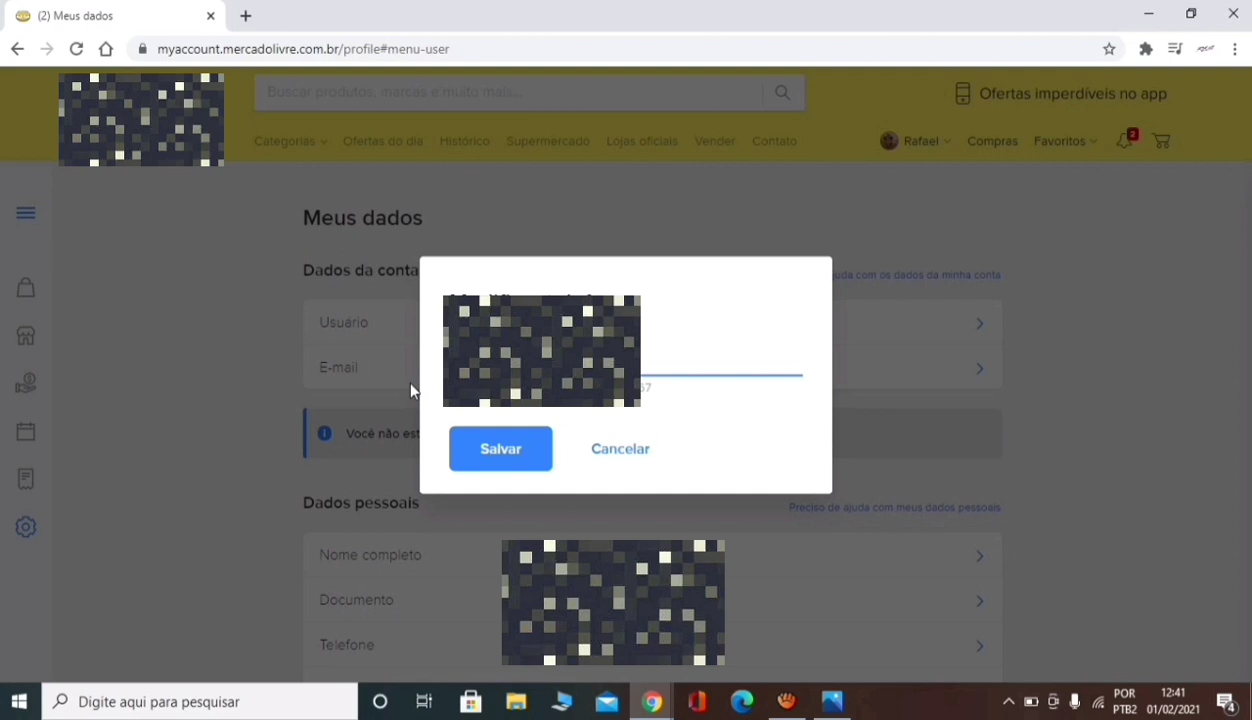 (2) Meus dados
myaccount.mercadolivre.com.br/profile#menu-user
Buscar produtos, marcas e muito mais...
Ofertas imperdíveis no app
Categorias Ofertas do dia Histórico Supermercado Lojas oficiais Vender Contato Rafael Compras Favoritos 2
Meus dados
Dados da conta
juda com os dados da minha conta
Usuário
E-mail
Você não est
Salvar Cancelar
Dados pessoais Preciso de ajuda com meus dados pessoais
Nome completo
Documento
Telefone
Digite aqui para pesquisar
POR 12:41
PTB2 01/02/2021 4